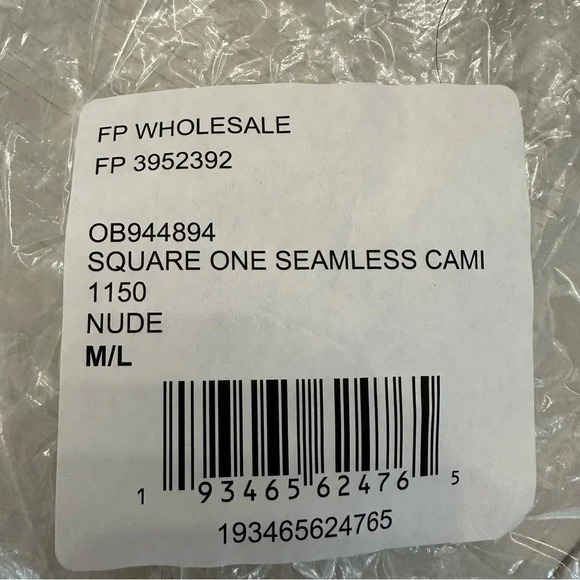 FP WHOLESALE
FP 3952392
OB944894
SQUARE ONE SEAMLESS CAMI
1150
NUDE
M/L
1 93465 62476 5
193465624765